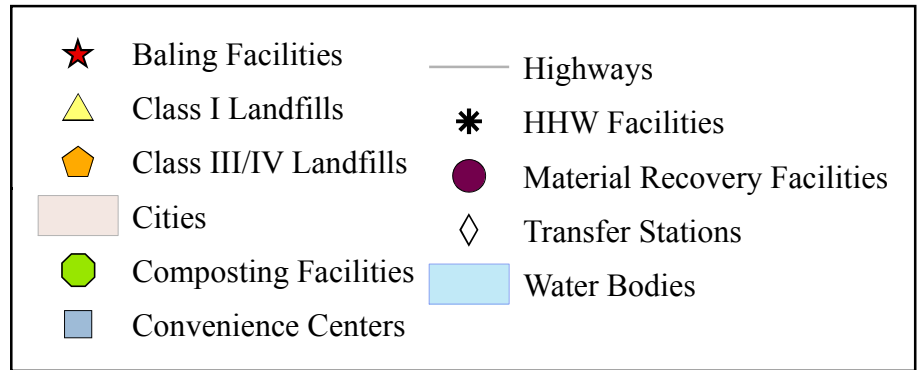 Baling Facilities
Class I Landfills
Class III/IV Landfills
Cities
Composting Facilities
Convenience Centers
Highways
HHW Facilities
Material Recovery Facilities
Transfer Stations
Water Bodies